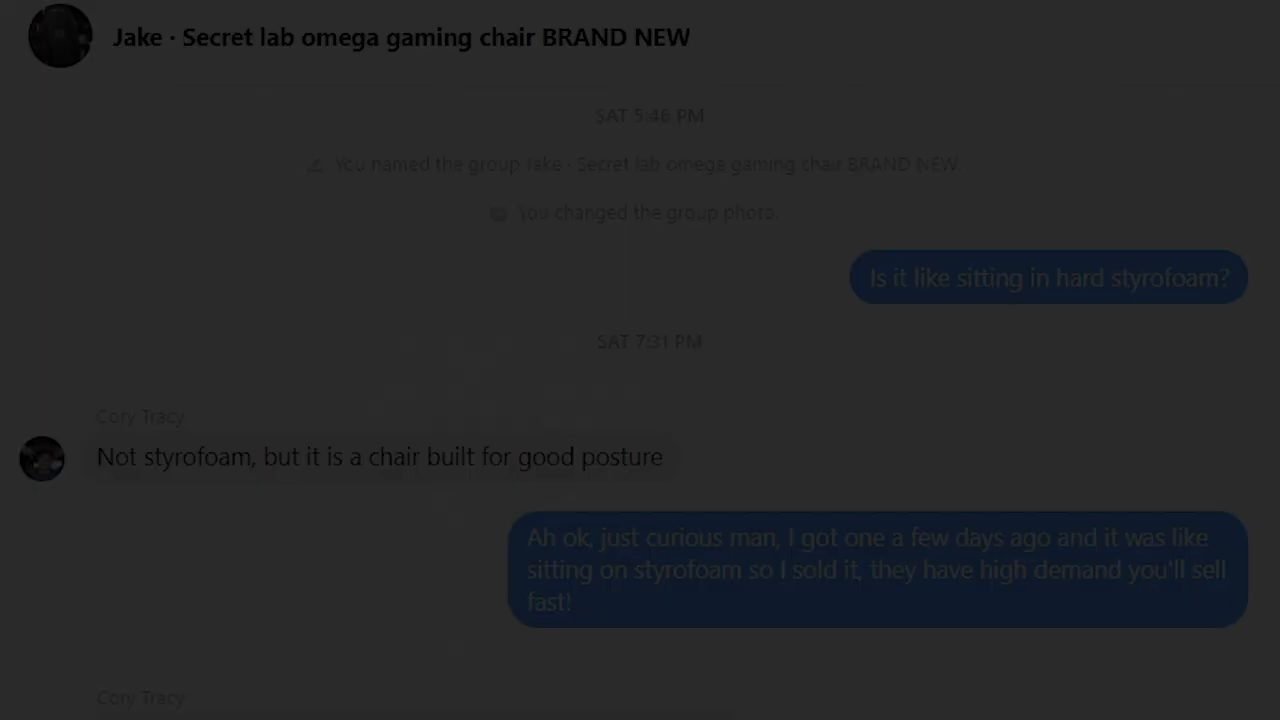 Jake · Secret lab omega gaming chair BRAND NEW
SAT 5:46 PM
You named the group Jake · Secret lab omega gaming chair BRAND NEW.
You changed the group photo.
Is it like sitting in hard styrofoam?
SAT 7:31 PM
Cory Tracy
Not styrofoam, but it is a chair built for good posture
Ah ok, just curious man, I got one a few days ago and it was like
sitting on styrofoam so I sold it, they have high demand you'll sell
fast!
Cory Tracy